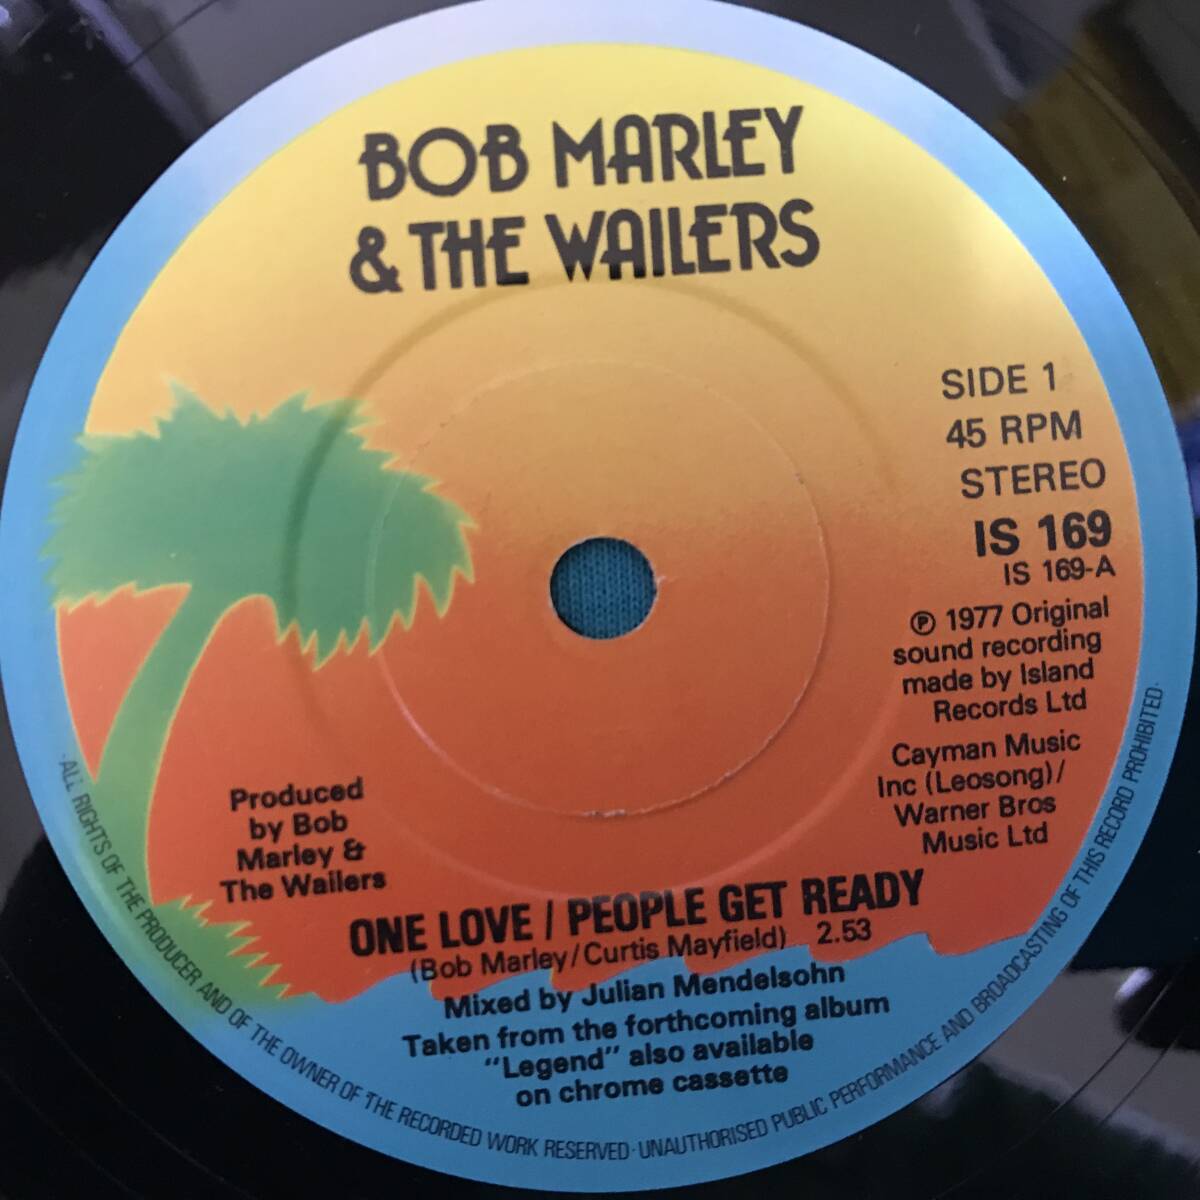 BOB MARLEY
& THE WAILERS
SIDE 1
45 RPM
STEREO
IS 169
IS 169-A
℗ 1977 Original
sound recording
made by Island
Records Ltd
Cayman Music
Inc (Leosong)/
Warner Bros
Music Ltd
Produced
by Bob
Marley &
The Wailers
ONE LOVE / PEOPLE GET READY
(Bob Marley/Curtis Mayfield) 2.53
Mixed by Julian Mendelsohn
Taken from the forthcoming album
"Legend" also available
on chrome cassette
·ALL RIGHTS OF THE PRODUCER AND OF THE OWNER OF THE RECORDED WORK RESERVED·UNAUTHORISED PUBLIC PERFORMANCE AND BROADCASTING OF THIS RECORD PROHIBITED·